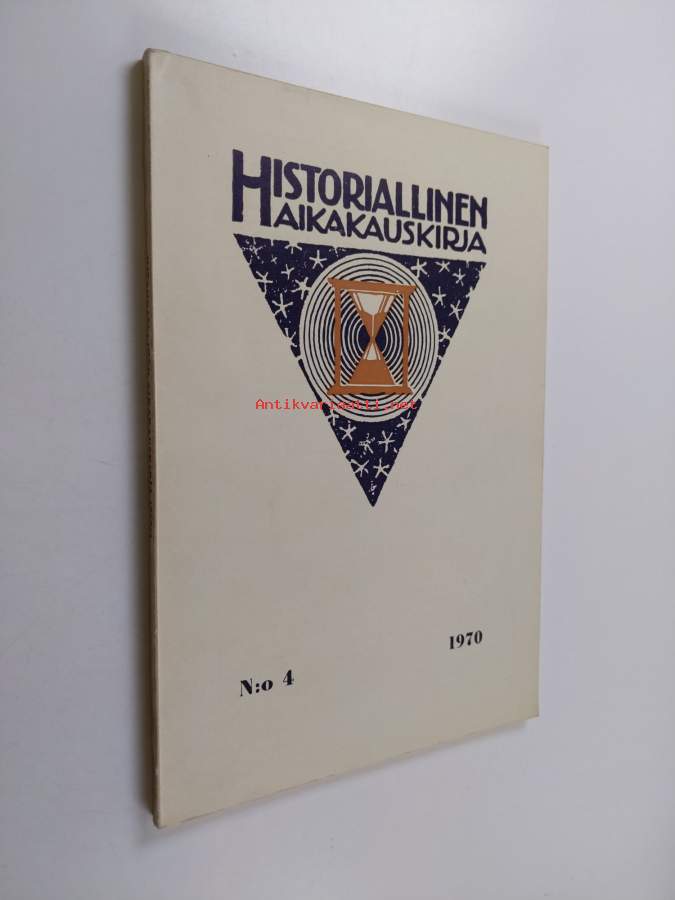 HISTORIALLINEN
AIKAKAUSKIRJA
Antikvariaatti.net
1970
N:o 4